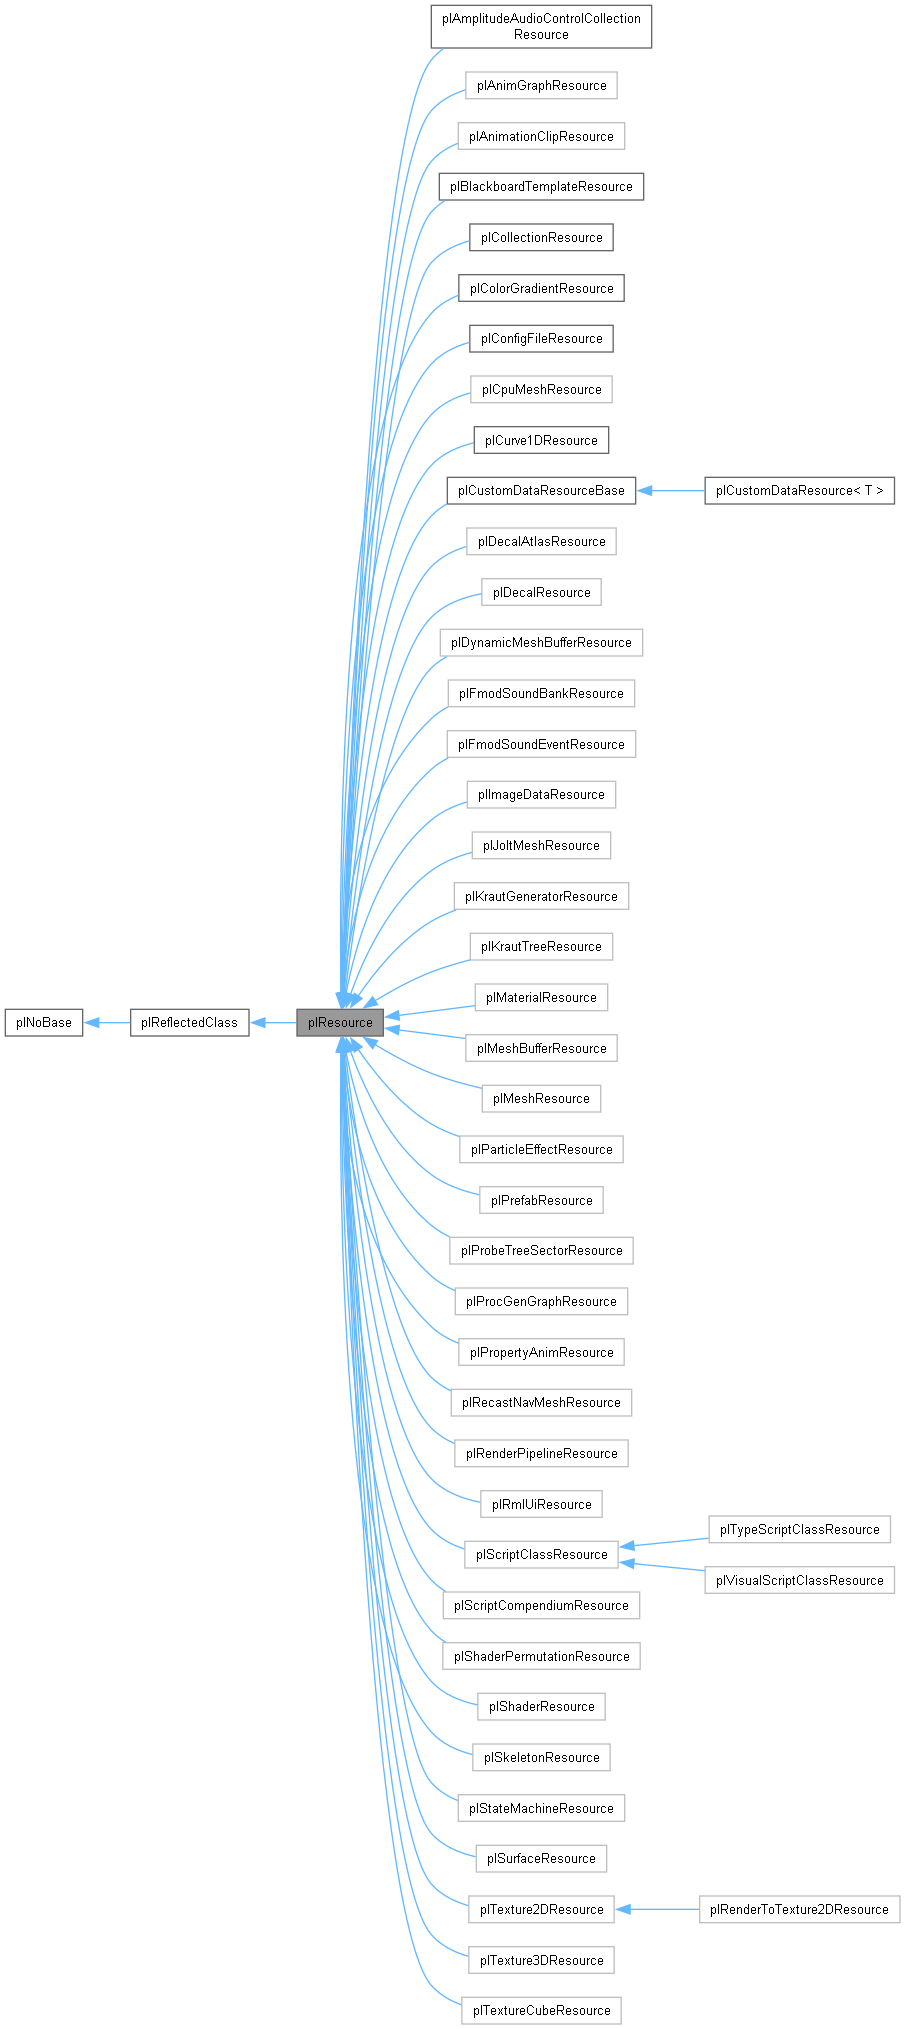 plAmplitudeAudioControlCollection
Resource
plAnimGraphResource
plAnimationClipResource
plBlackboardTemplateResource
plCollectionResource
plColorGradientResource
plConfigFileResource
plCpuMeshResource
plCurve1DResource
plCustomDataResourceBase
plCustomDataResource< T >
plDecalAtlasResource
plDecalResource
plDynamicMeshBufferResource
plFmodSoundBankResource
plFmodSoundEventResource
plImageDataResource
plJoltMeshResource
plKrautGeneratorResource
plKrautTreeResource
plMaterialResource
plNoBase
plReflectedClass
plResource
plMeshBufferResource
plMeshResource
plParticleEffectResource
plPrefabResource
plProbeTreeSectorResource
plProcGenGraphResource
plPropertyAnimResource
plRecastNavMeshResource
plRenderPipelineResource
plRmlUiResource
plScriptClassResource
plTypeScriptClassResource
plVisualScriptClassResource
plScriptCompendiumResource
plShaderPermutationResource
plShaderResource
plSkeletonResource
plStateMachineResource
plSurfaceResource
plTexture2DResource
plRenderToTexture2DResource
plTexture3DResource
plTextureCubeResource